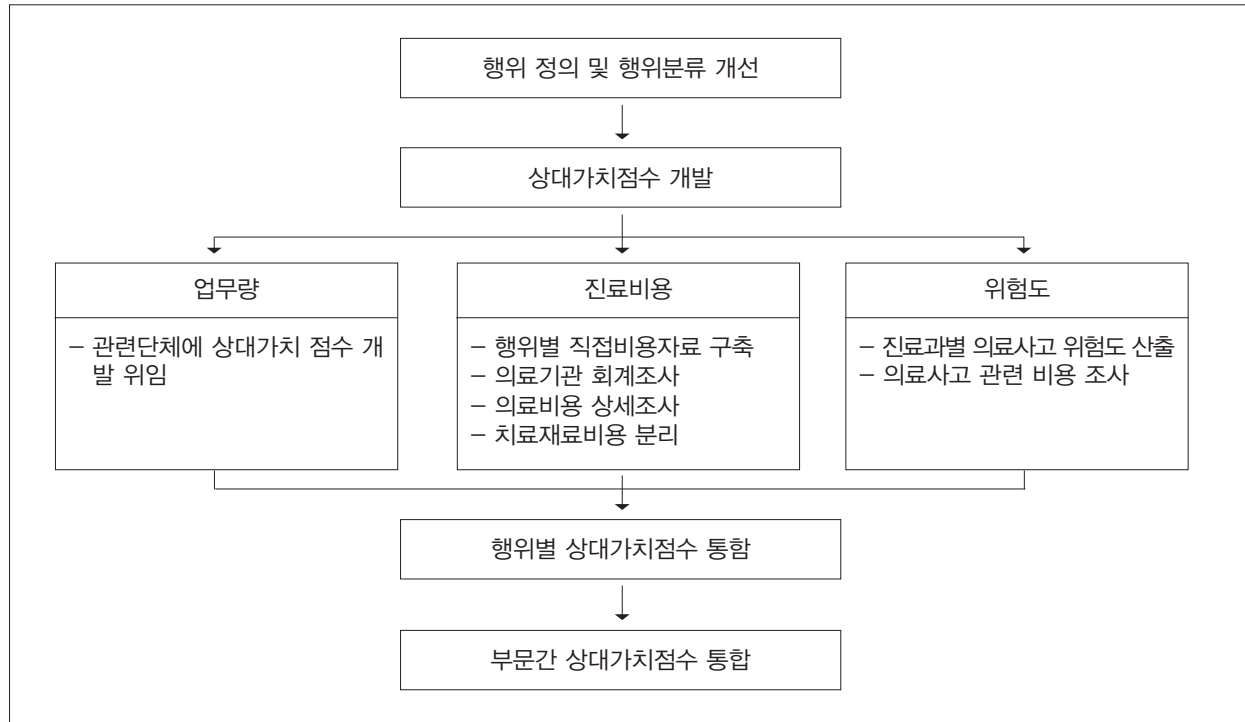 행위 정의 및 행위분류 개선
상대가치점수 개발
업무량
– 관련단체에 상대가치 점수 개
발 위임
진료비용
– 행위별 직접비용자료 구축
– 의료기관 회계조사
– 의료비용 상세조사
– 치료재료비용 분리
위험도
– 진료과별 의료사고 위험도 산출
– 의료사고 관련 비용 조사
행위별 상대가치점수 통함
부문간 상대가치점수 통합